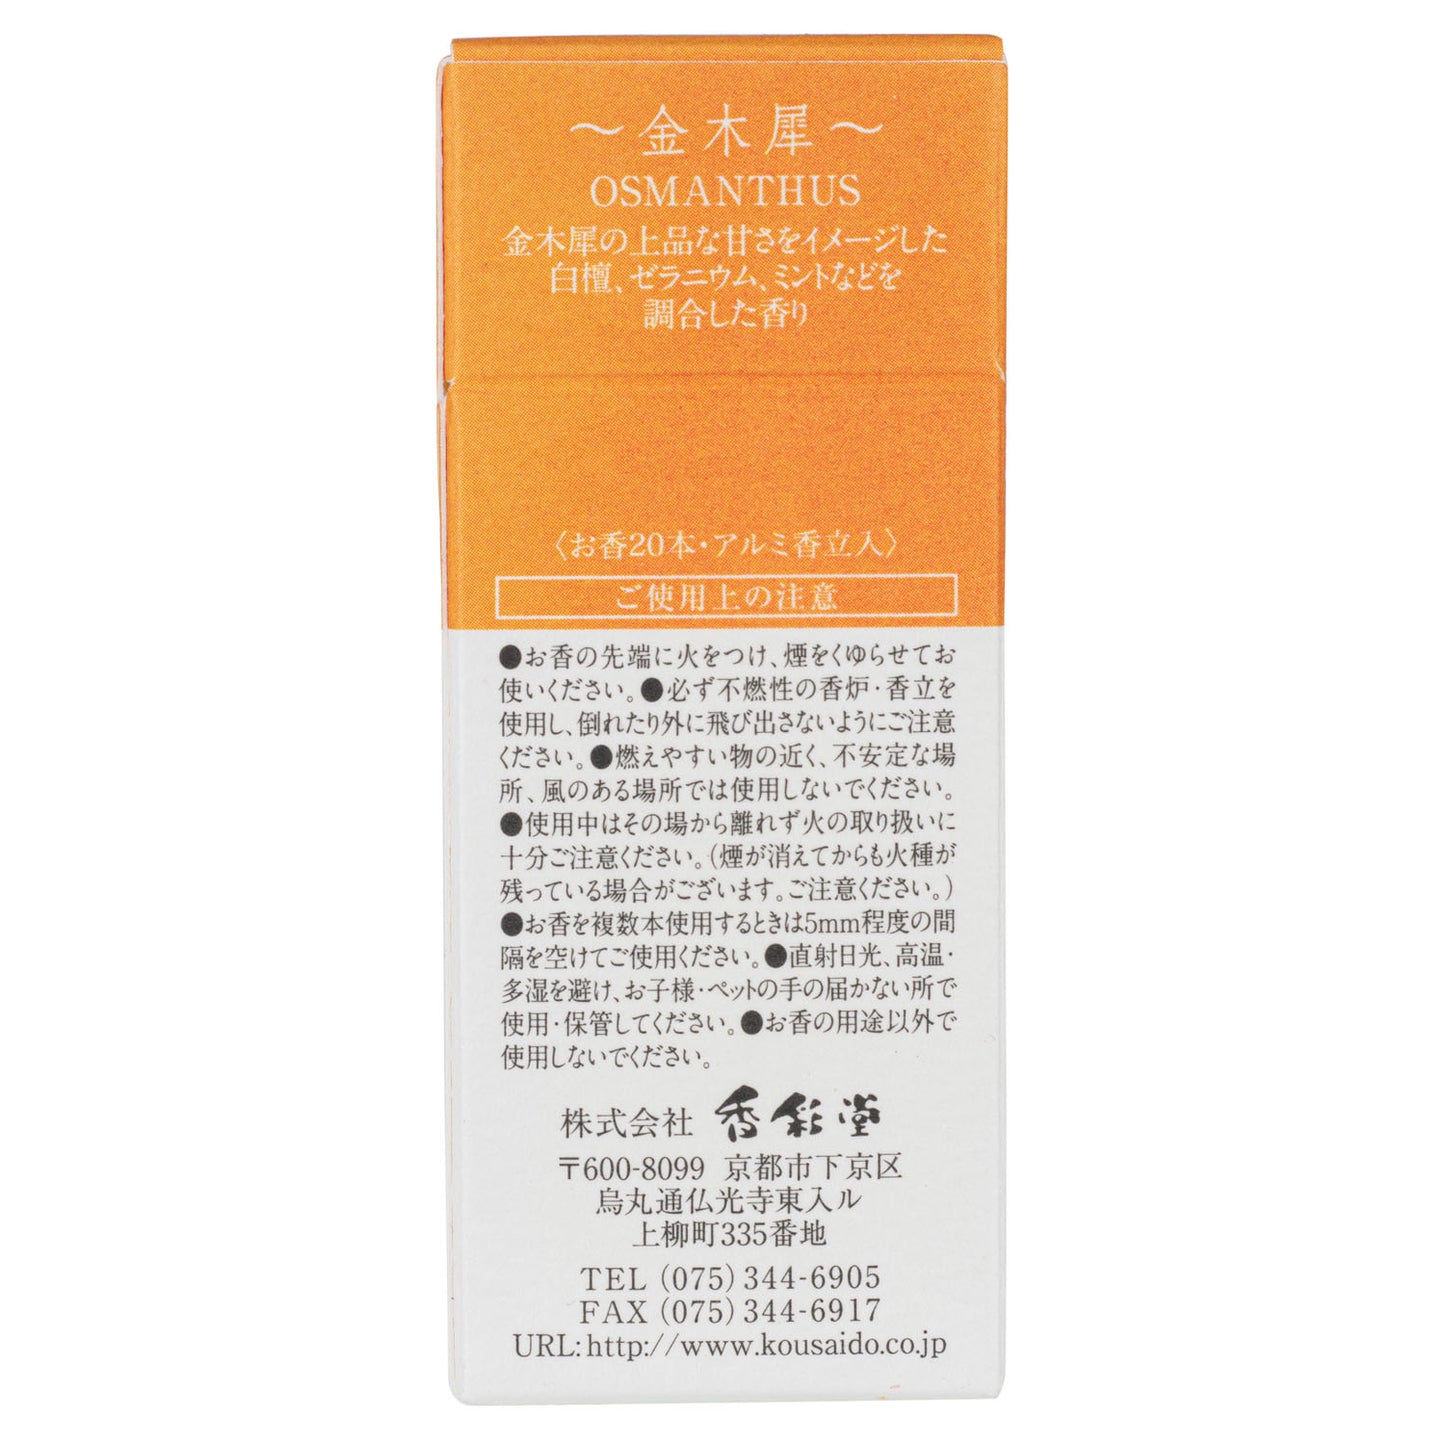 ～金木犀～
OSMANTHUS
金木犀の上品な甘さをイメージした
白檀、ゼラニウム、ミントなどを
調合した香り
〈お香20本・アルミ香立入〉
ご使用上の注意
●お香の先端に火をつけ、煙をくゆらせてお
使いください。●必ず不燃性の香炉・香立を
使用し、倒れたり外に飛び出さないようにご注意
ください。●燃えやすい物の近く、不安定な場
所、風のある場所では使用しないでください。
●使用中はその場から離れず火の取り扱いに
十分ご注意ください。（煙が消えてからも火種が
残っている場合がございます。ご注意ください。）
●お香を複数本使用するときは5mm程度の間
隔を空けてご使用ください。●直射日光、高温・
多湿を避け、お子様・ペットの手の届かない所で
使用・保管してください。●お香の用途以外で
使用しないでください。
株式会社 香彩堂
〒600-8099 京都市下京区
烏丸通仏光寺東入ル
上柳町335番地
TEL (075) 344-6905
FAX (075) 344-6917
URL: http://www.kousaido.co.jp